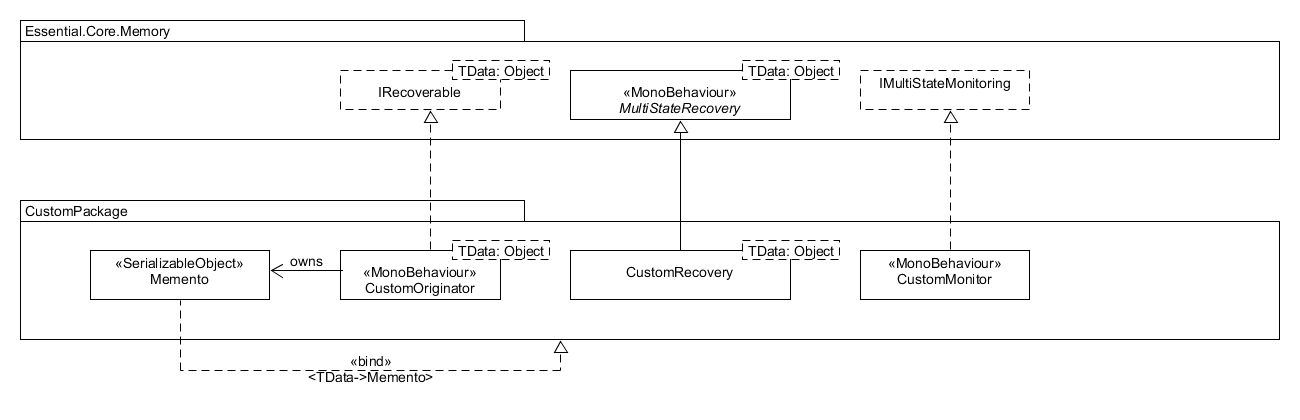 Essential.Core.Memory
TData: Object
IRecoverable
TData: Object
«MonoBehaviour»
MultiStateRecovery
IMultiStateMonitoring
CustomPackage
«SerializableObject»
Memento
owns
TData: Object
«MonoBehaviour»
CustomOriginator
TData: Object
CustomRecovery
«MonoBehaviour»
CustomMonitor
«bind»
<TData->Memento>